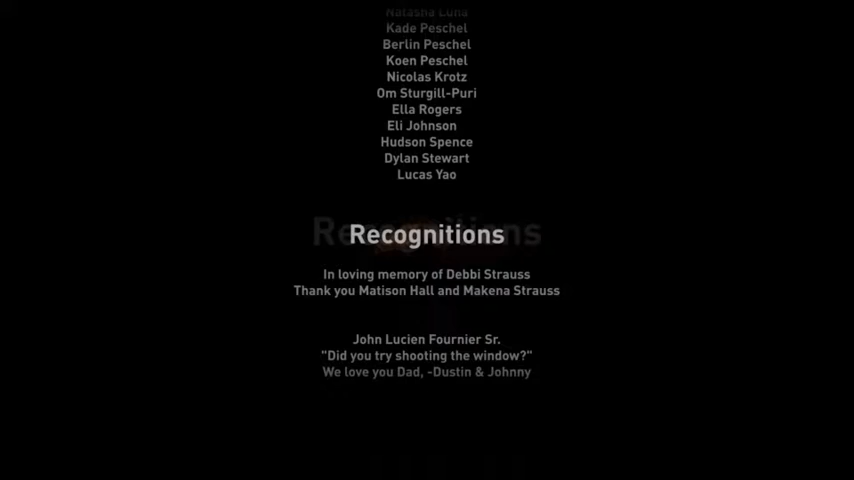 Natasha Luna
Kade Peschel
Berlin Peschel
Koen Peschel
Nicolas Krotz
Om Sturgill-Puri
Ella Rogers
Eli Johnson
Hudson Spence
Dylan Stewart
Lucas Yao
Recognitions
In loving memory of Debbi Strauss
Thank you Matison Hall and Makena Strauss
John Lucien Fournier Sr.
"Did you try shooting the window?"
We love you Dad, -Dustin & Johnny